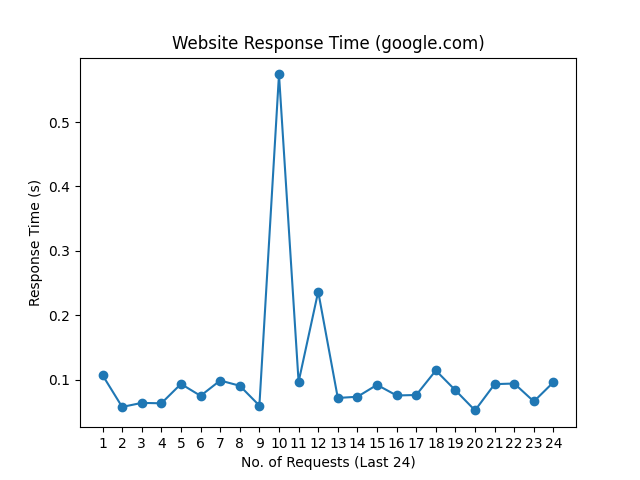 Website Response Time (google.com)
0.5
0.4
0.3
0.2
0.1
Response Time (s)
1 2 3 4 5 6 7 8 9 10 11 12 13 14 15 16 17 18 19 20 21 22 23 24
No. of Requests (Last 24)